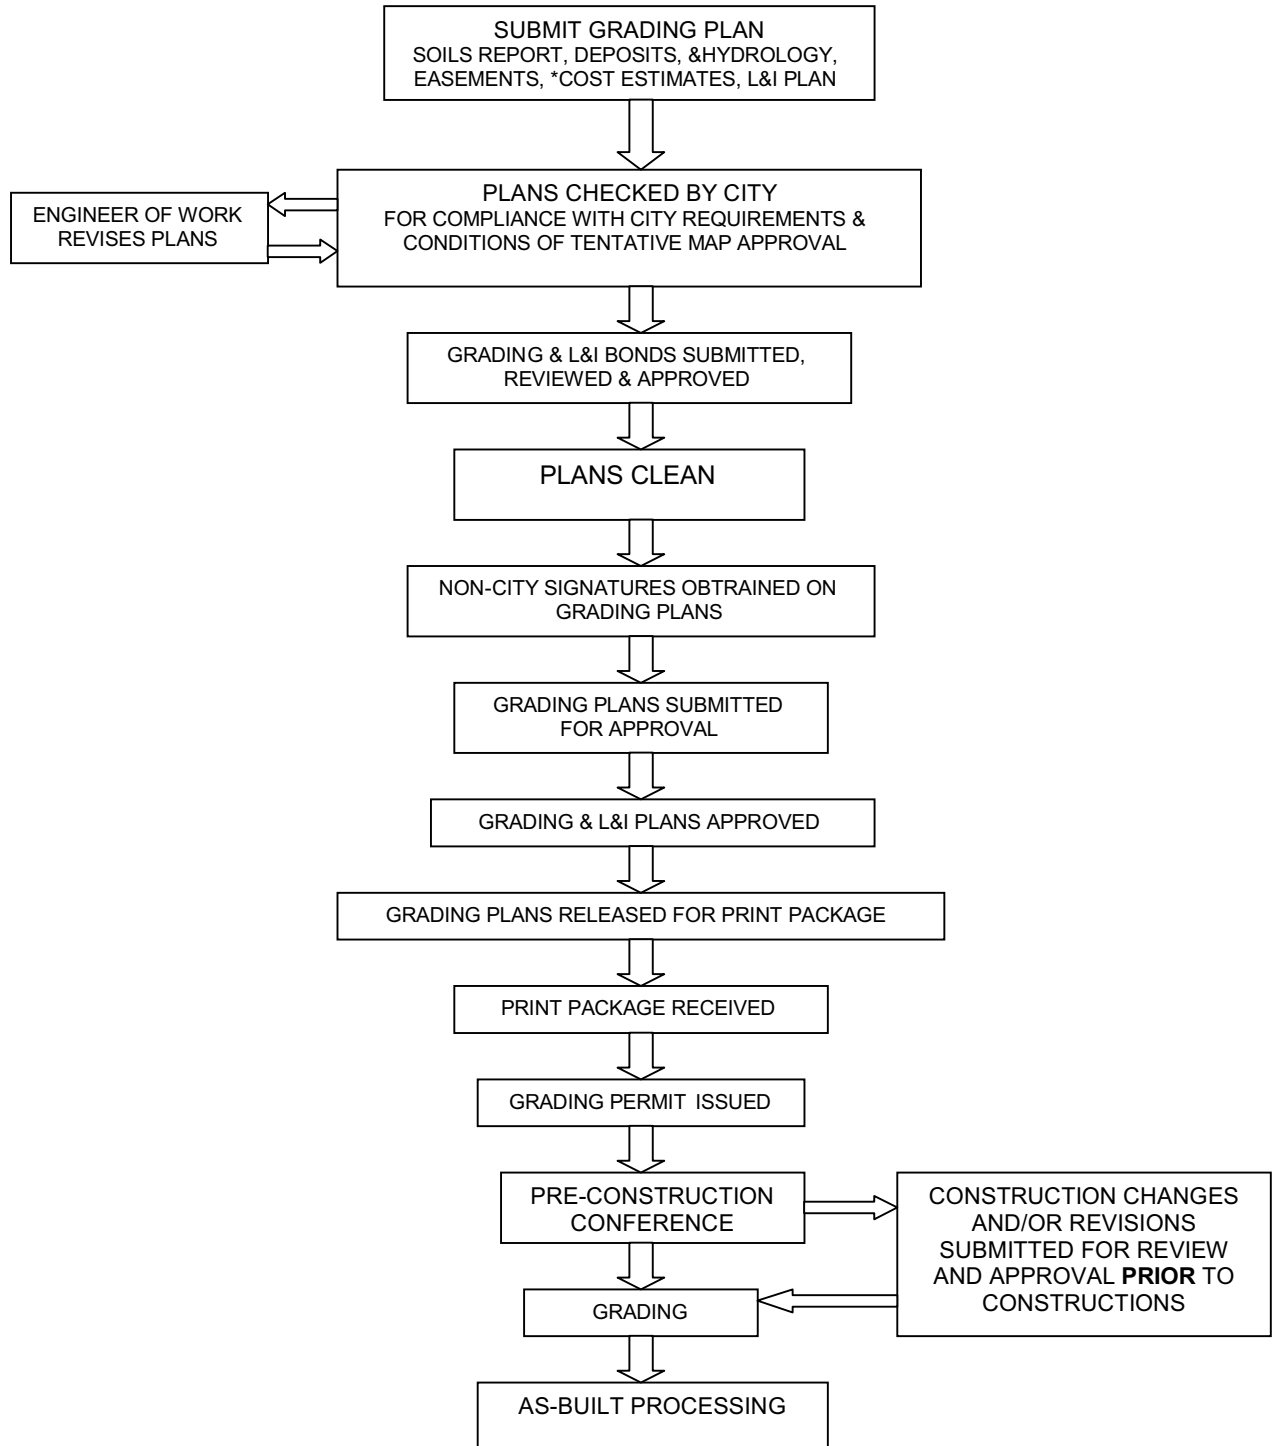 SUBMIT GRADING PLAN
SOILS REPORT, DEPOSITS, &HYDROLOGY,
EASEMENTS, *COST ESTIMATES, L&I PLAN
PLANS CHECKED BY CITY
FOR COMPLIANCE WITH CITY REQUIREMENTS &
CONDITIONS OF TENTATIVE MAP APPROVAL
ENGINEER OF WORK
REVISES PLANS
GRADING & L&I BONDS SUBMITTED,
REVIEWED & APPROVED
PLANS CLEAN
NON-CITY SIGNATURES OBTRAINED ON
GRADING PLANS
GRADING PLANS SUBMITTED
FOR APPROVAL
GRADING & L&I PLANS APPROVED
GRADING PLANS RELEASED FOR PRINT PACKAGE
PRINT PACKAGE RECEIVED
GRADING PERMIT ISSUED
PRE-CONSTRUCTION
CONFERENCE
CONSTRUCTION CHANGES
AND/OR REVISIONS
SUBMITTED FOR REVIEW
AND APPROVAL PRIOR TO
CONSTRUCTIONS
GRADING
AS-BUILT PROCESSING